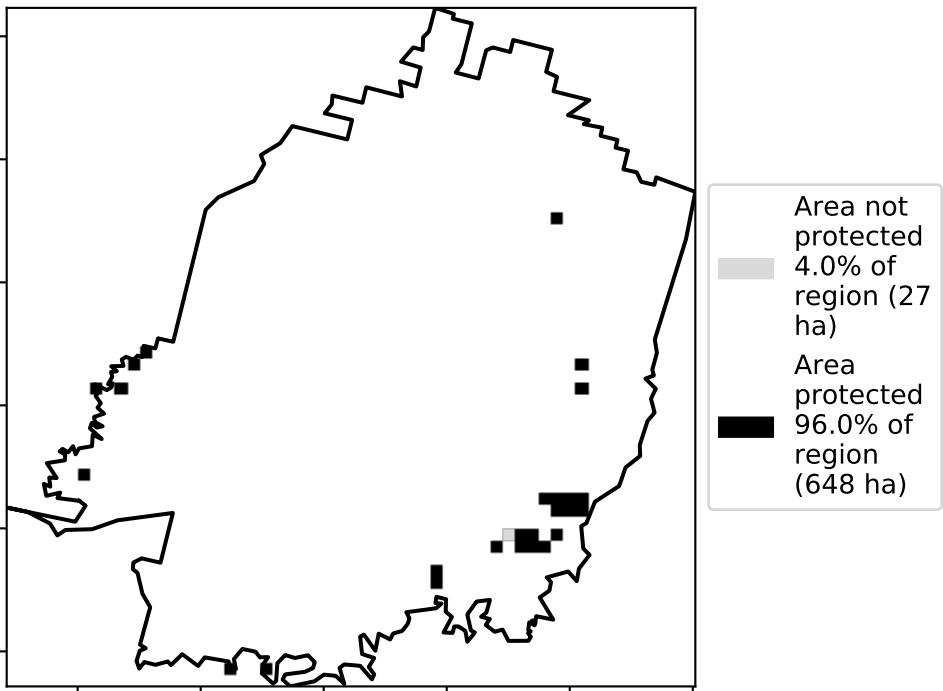 Area not
protected
4.0% of
region (27
ha)
Area
protected
96.0% of
region
(648 ha)